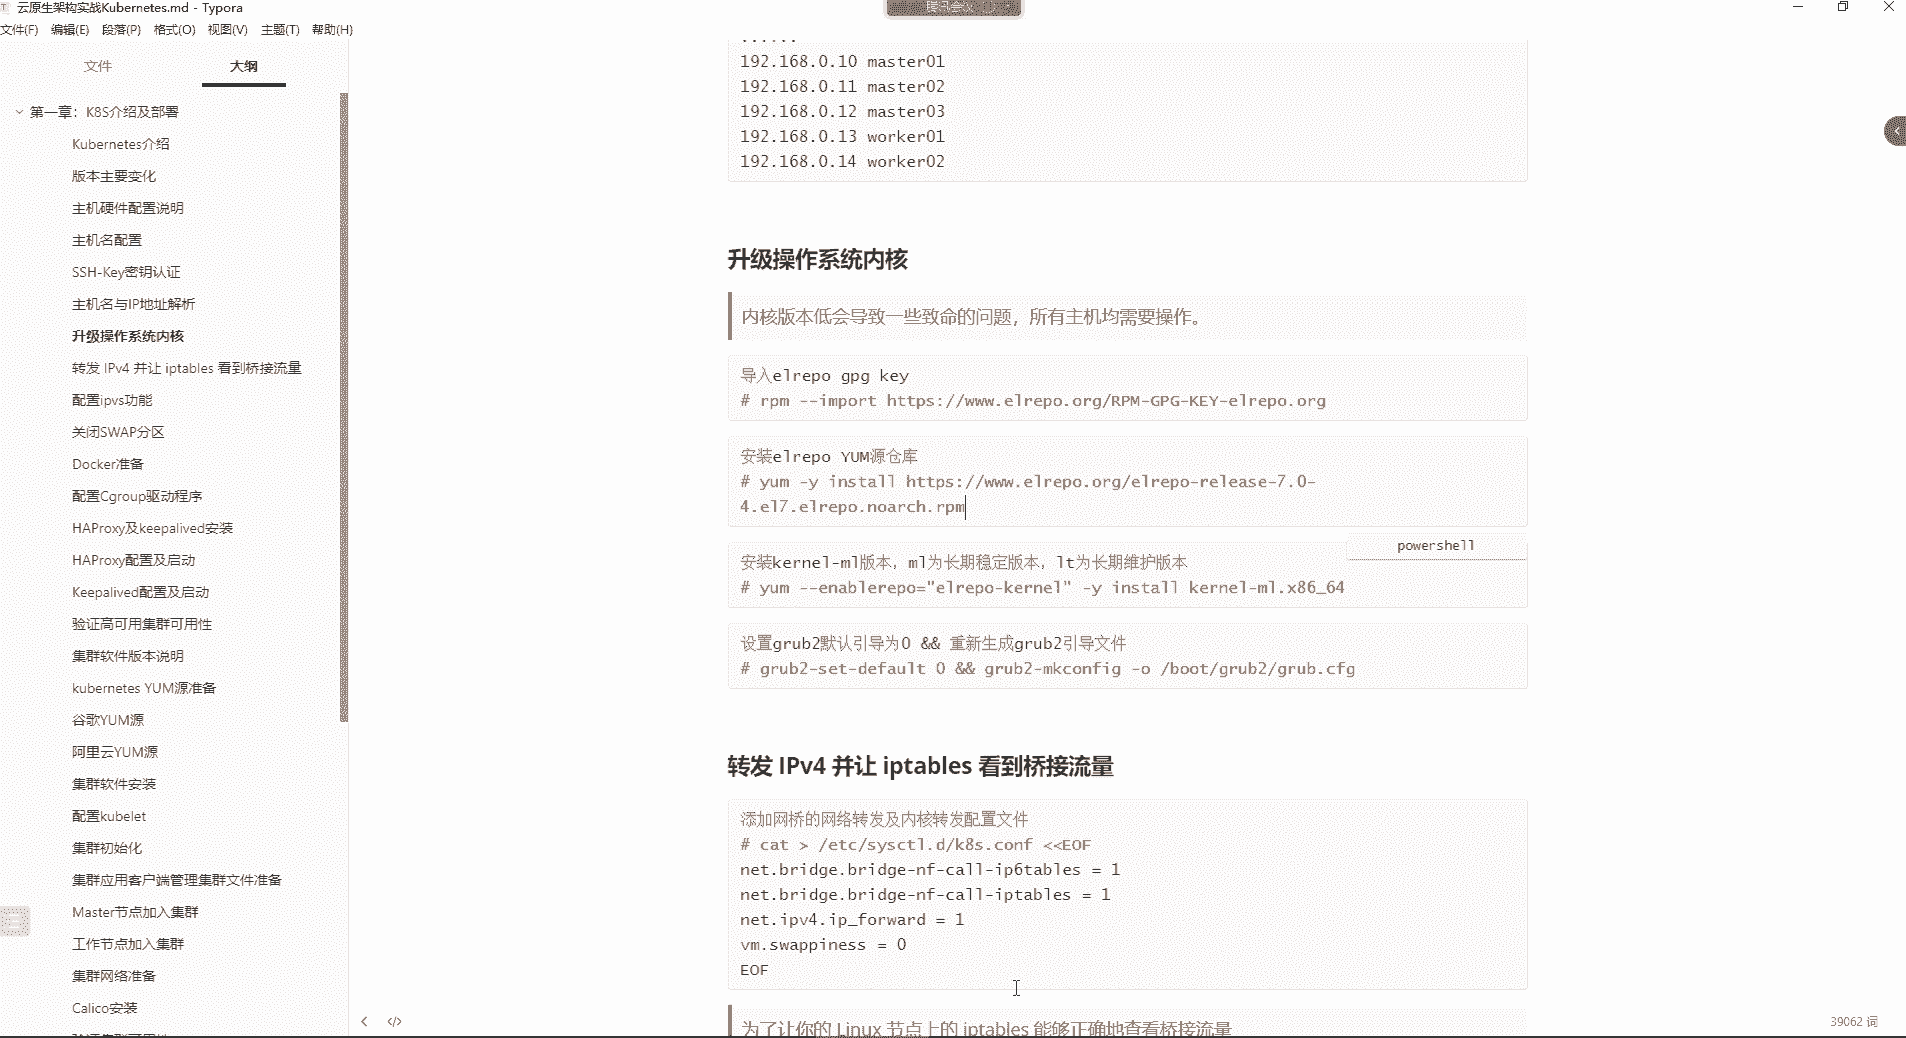 云原生架构实战Kubernetes.md - Typora
腾讯会议
文件(F) 编辑(E) 段落(P) 格式(O) 视图(V) 主题(T) 帮助(H)
文件 大纲
第一章：K8S介绍及部署
Kubernetes介绍
版本主要变化
主机硬件配置说明
主机名配置
SSH-Key密钥认证
主机名与IP地址解析
升级操作系统内核
转发 IPv4 并让 iptables 看到桥接流量
配置ipvs功能
关闭SWAP分区
Docker准备
配置Cgroup驱动程序
HAProxy及keepalived安装
HAProxy配置及启动
Keepalived配置及启动
验证高可用集群可用性
集群软件版本说明
kubernetes YUM源准备
谷歌YUM源
阿里云YUM源
集群软件安装
配置kubelet
集群初始化
集群应用客户端管理集群文件准备
Master节点加入集群
工作节点加入集群
集群网络准备
Calico安装
......
192.168.0.10 master01
192.168.0.11 master02
192.168.0.12 master03
192.168.0.13 worker01
192.168.0.14 worker02
升级操作系统内核
内核版本低会导致一些致命的问题，所有主机均需要操作。
导入elrepo gpg key
# rpm --import https://www.elrepo.org/RPM-GPG-KEY-elrepo.org
安装elrepo YUM源仓库
# yum -y install https://www.elrepo.org/elrepo-release-7.0-
4.el7.elrepo.noarch.rpm
powershell
安装kernel-ml版本，ml为长期稳定版本，lt为长期维护版本
# yum --enablerepo="elrepo-kernel" -y install kernel-ml.x86_64
设置grub2默认引导为0 && 重新生成grub2引导文件
# grub2-set-default 0 && grub2-mkconfig -o /boot/grub2/grub.cfg
转发 IPv4 并让 iptables 看到桥接流量
添加网桥的网络转发及内核转发配置文件
# cat > /etc/sysctl.d/k8s.conf <<EOF
net.bridge.bridge-nf-call-ip6tables = 1
net.bridge.bridge-nf-call-iptables = 1
net.ipv4.ip_forward = 1
vm.swappiness = 0
EOF
为了让你的 Linux 节点上的 iptables 能够正确地查看桥接流量
39062 词